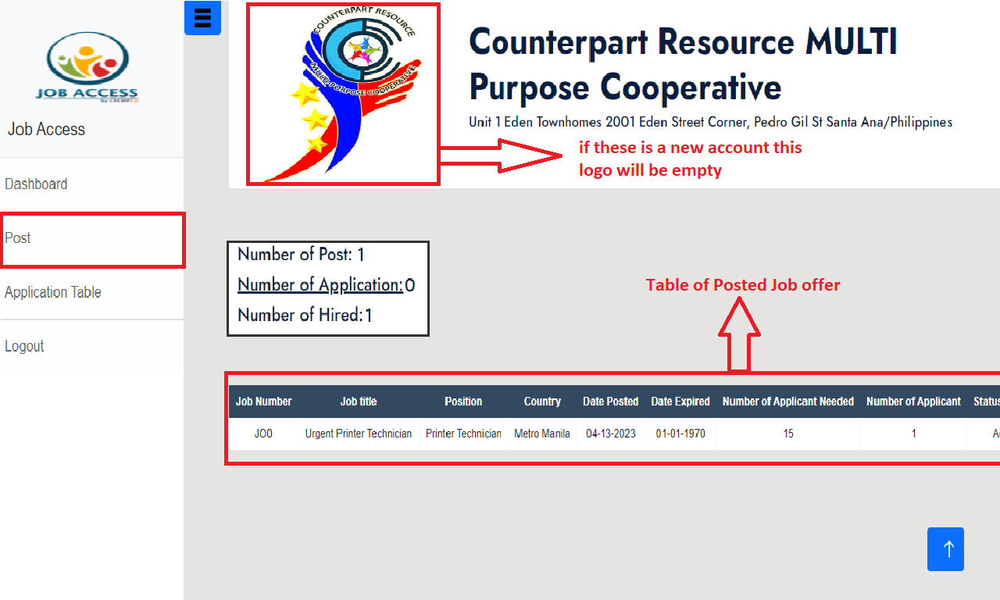 JOB ACCESS
by CREMPCO
Job Access
Dashboard
Post
Application Table
Logout
COUNTERPART RESOURCE
MULTI-PURPOSE COOPERATIVE
Counterpart Resource MULTI
Purpose Cooperative
Unit 1 Eden Townhomes 2001 Eden Street Corner, Pedro Gil St Santa Ana/Philippines
if these is a new account this
logo will be empty
Number of Post: 1
Number of Application: 0
Number of Hired: 1
Table of Posted Job offer
Job Number Job title Position Country Date Posted Date Expired Number of Applicant Needed Number of Applicant Status
JO0 Urgent Printer Technician Printer Technician Metro Manila 04-13-2023 01-01-1970 15 1